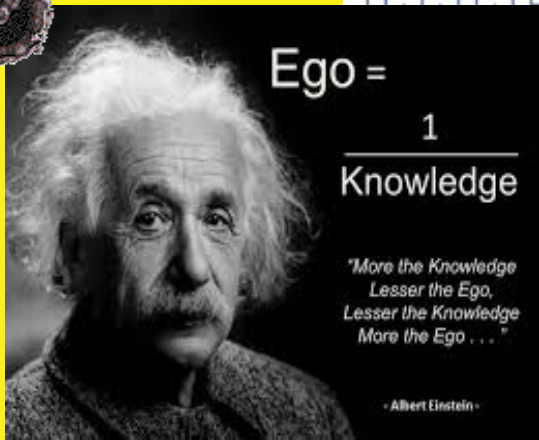 Ego =
1
Knowledge
"More the Knowledge
Lesser the Ego,
Lesser the Knowledge
More the Ego . . . "
- Albert Einstein -